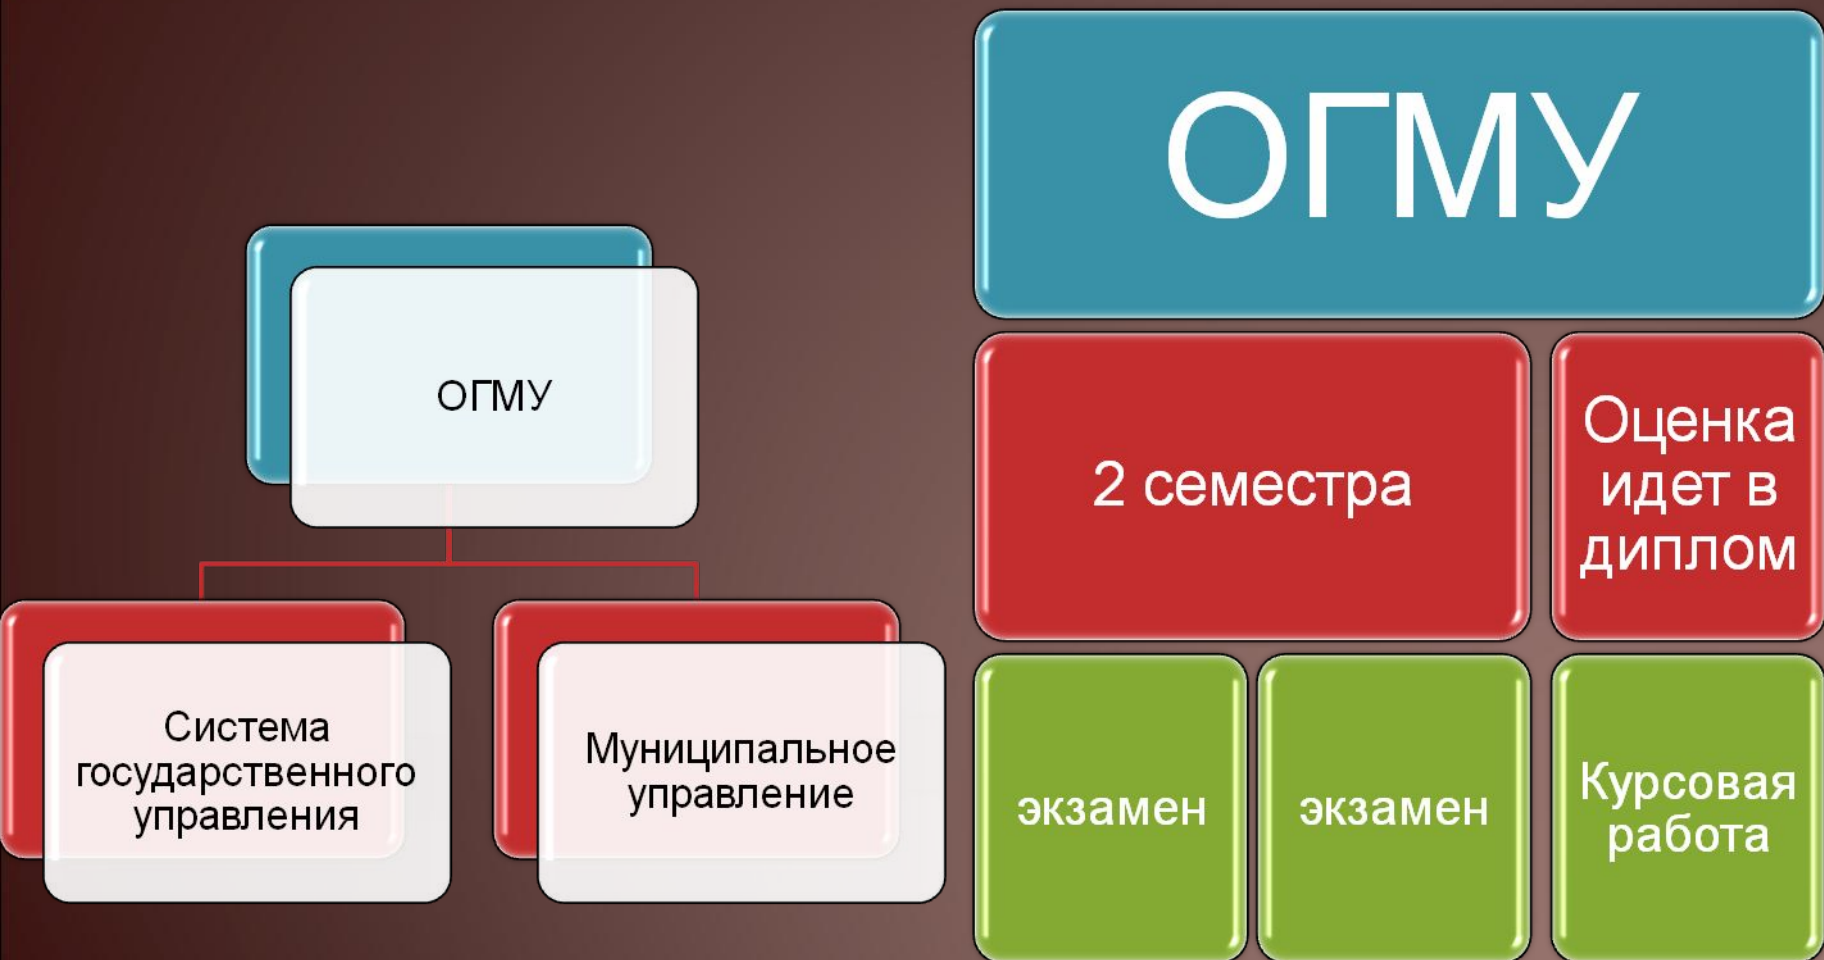 ОГМУ
Система
государственного
управления
Муниципальное
управление
ОГМУ
2 семестра
Оценка
идет в
диплом
экзамен
экзамен
Курсовая
работа